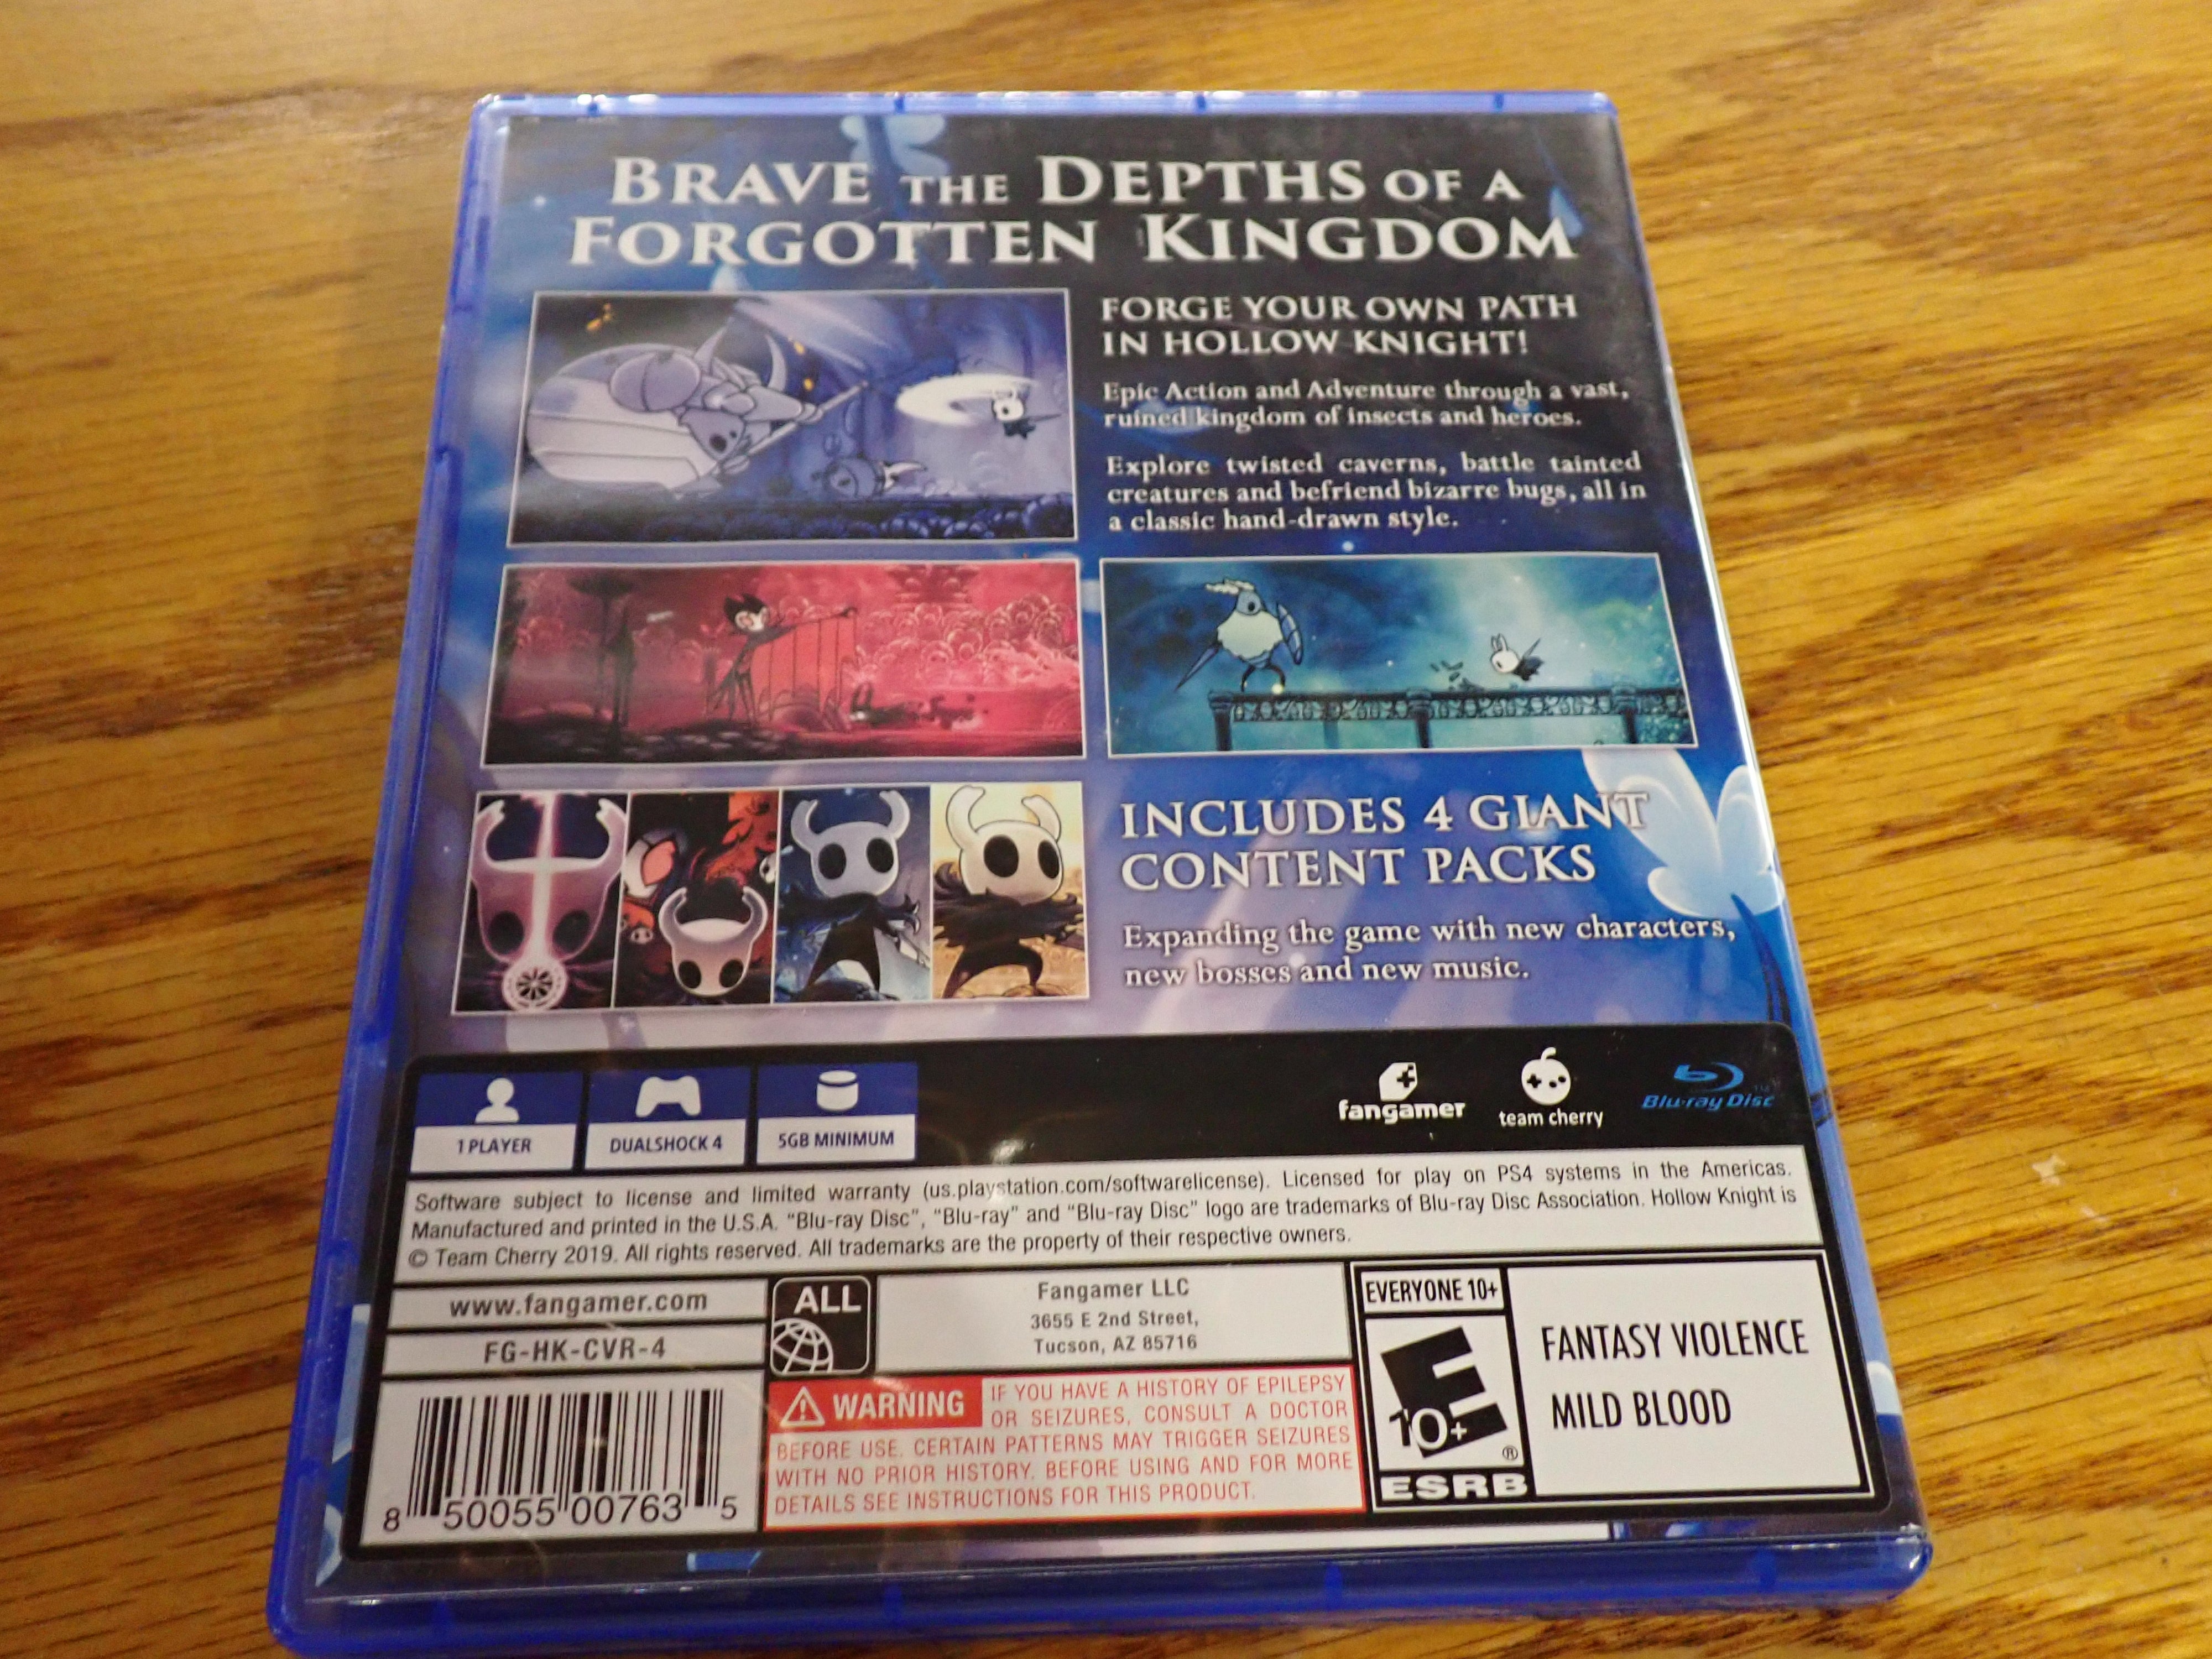 BRAVE THE DEPTHS OF A
FORGOTTEN KINGDOM
FORGE YOUR OWN PATH
IN HOLLOW KNIGHT!
Epic Action and Adventure through a vast,
ruined kingdom of insects and heroes.
Explore twisted caverns, battle tainted
creatures and befriend bizarre bugs, all in
a classic hand-drawn style.
INCLUDES 4 GIANT
CONTENT PACKS
Expanding the game with new characters,
new bosses and new music.
1 PLAYER
DUALSHOCK 4
5GB MINIMUM
fangamer
team cherry
Blu-ray Disc™
Software subject to license and limited warranty (us.playstation.com/softwarelicense). Licensed for play on PS4 systems in the Americas.
Manufactured and printed in the U.S.A. “Blu-ray Disc”, “Blu-ray” and “Blu-ray Disc” logo are trademarks of Blu-ray Disc Association. Hollow Knight is
© Team Cherry 2019. All rights reserved. All trademarks are the property of their respective owners.
www.fangamer.com
FG-HK-CVR-4
ALL
Fangamer LLC
3655 E 2nd Street,
Tucson, AZ 85716
WARNING IF YOU HAVE A HISTORY OF EPILEPSY
OR SEIZURES, CONSULT A DOCTOR
BEFORE USE. CERTAIN PATTERNS MAY TRIGGER SEIZURES
WITH NO PRIOR HISTORY. BEFORE USING AND FOR MORE
DETAILS SEE INSTRUCTIONS FOR THIS PRODUCT.
8 50055 00763 5
EVERYONE 10+
E
10+
®
ESRB
FANTASY VIOLENCE
MILD BLOOD